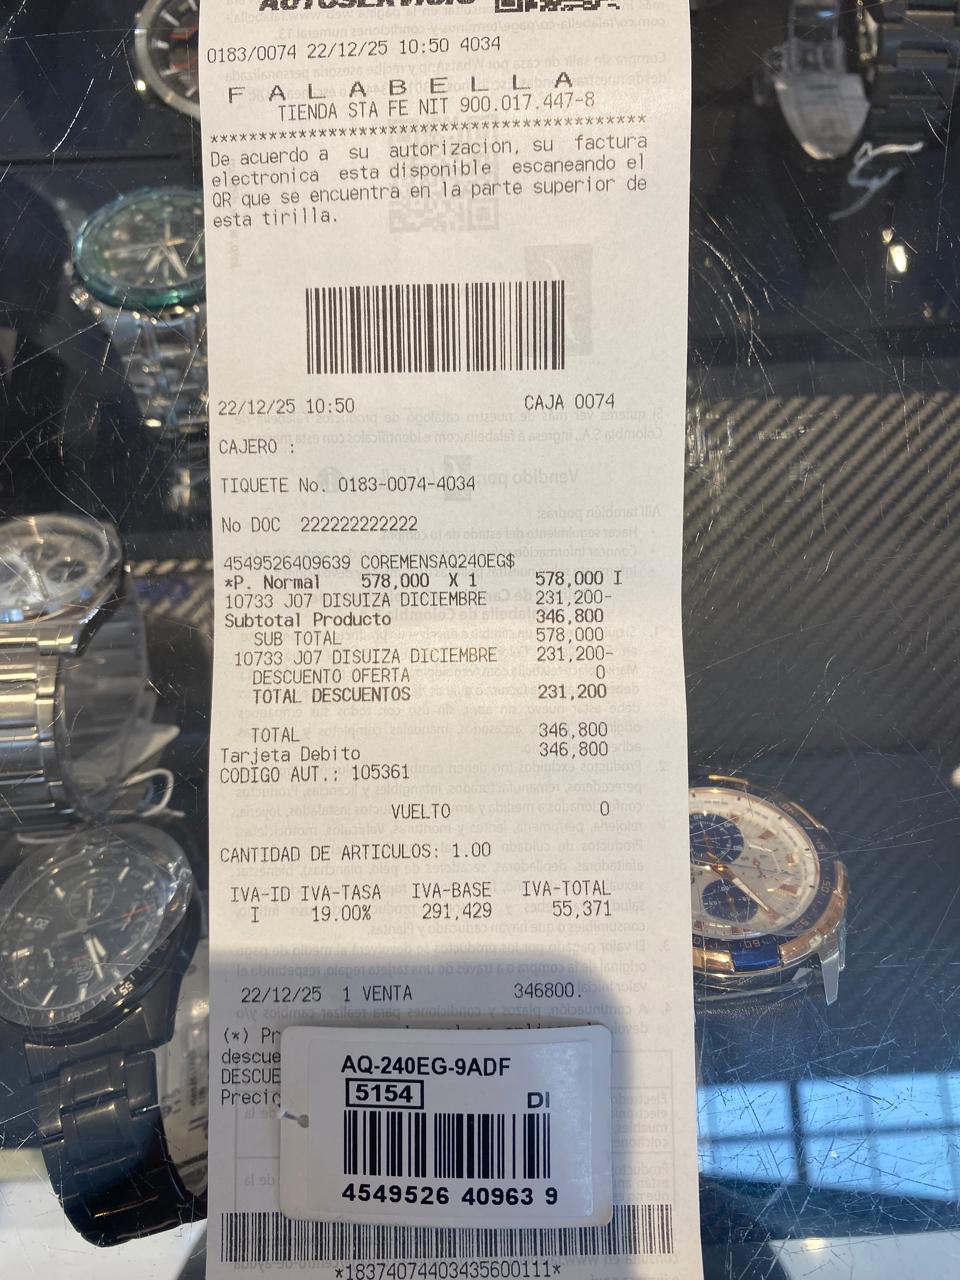 AUTOSERVICIO
0183/0074 22/12/25 10:50 4034
F A L A B E L L A
TIENDA STA FE NIT 900.017.447-8
******************************************
De acuerdo a su autorizacion, su factura
electronica esta disponible escaneando el
QR que se encuentra en la parte superior de
esta tirilla.
22/12/25 10:50 CAJA 0074
CAJERO :
TIQUETE No. 0183-0074-4034
No DOC 222222222222
4549526409639 COREMENSAQ240EG$
*P. Normal 578,000 X 1 578,000 I
10733 J07 DISUIZA DICIEMBRE 231,200-
Subtotal Producto 346,800
SUB TOTAL 578,000
10733 J07 DISUIZA DICIEMBRE 231,200-
DESCUENTO OFERTA 0
TOTAL DESCUENTOS 231,200
TOTAL 346,800
Tarjeta Debito 346,800
CODIGO AUT.: 105361
VUELTO 0
CANTIDAD DE ARTICULOS: 1.00
IVA-ID IVA-TASA IVA-BASE IVA-TOTAL
I 19.00% 291,429 55,371
22/12/25 1 VENTA 346800.
(*) Pr
descue
DESCUE
Preci
AQ-240EG-9ADF
5154 DI
4549526 40963 9
*18374074403435600111*